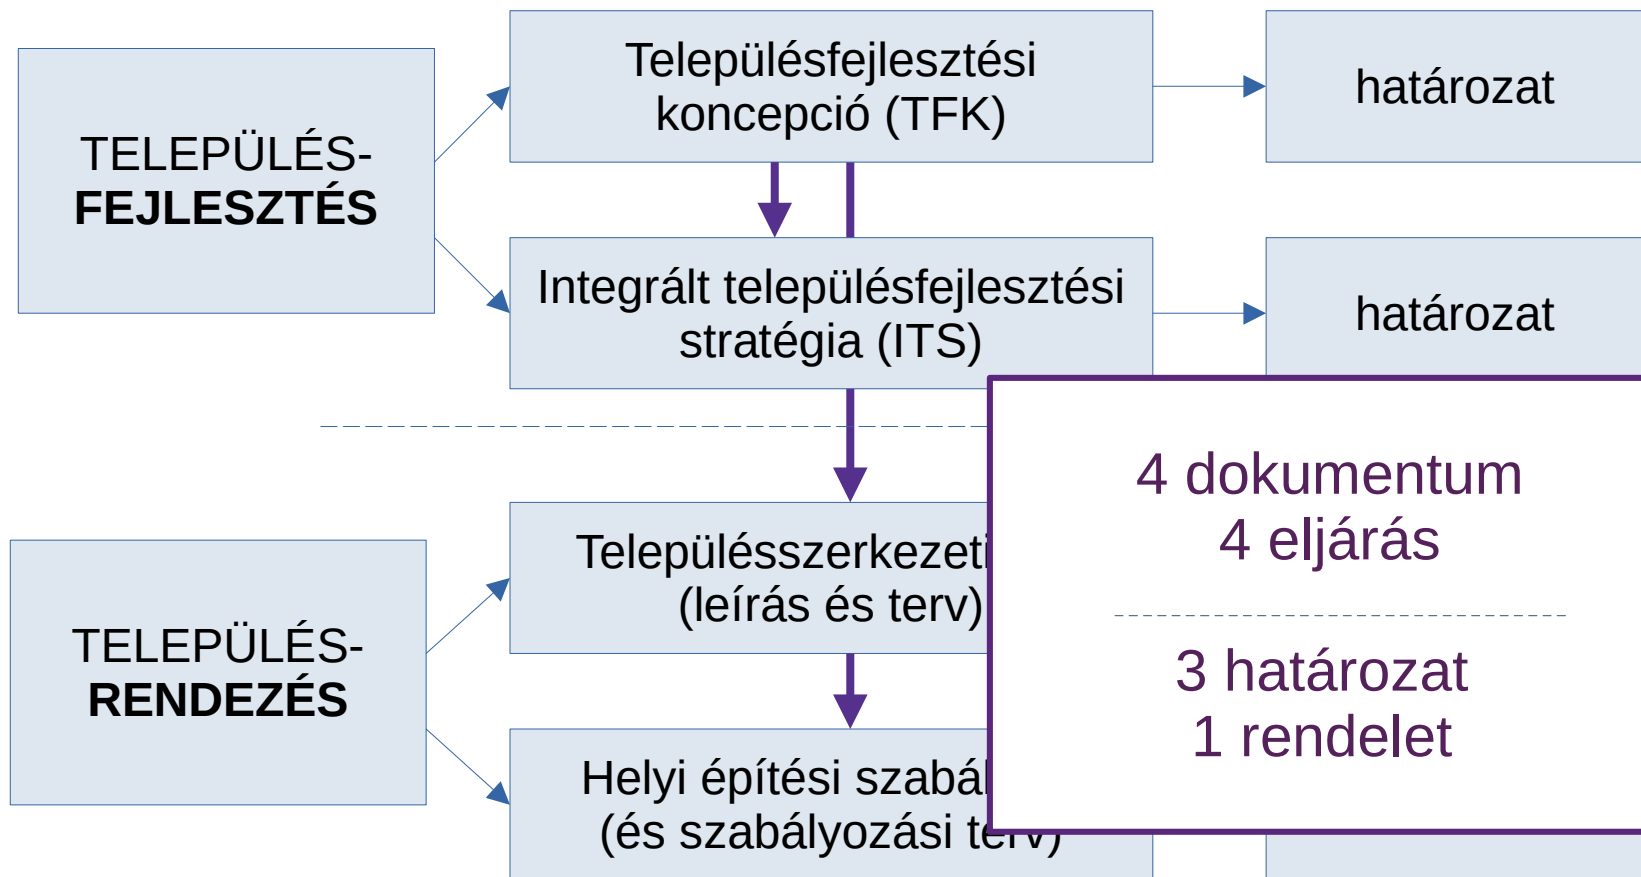 TELEPÜLÉS-
FEJLESZTÉS
Településfejlesztési
koncepció (TFK)
határozat
Integrált településfejlesztési
stratégia (ITS)
határozat
TELEPÜLÉS-
RENDEZÉS
Településszerkezeti
(leírás és terv)
Helyi építési
(és szabályozási terv)
4 dokumentum
4 eljárás
3 határozat
1 rendelet